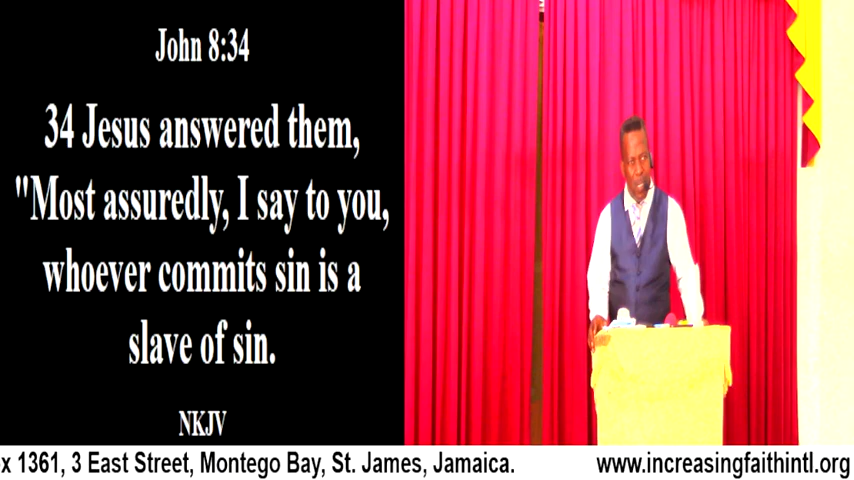 John 8:34
34 Jesus answered them,
"Most assuredly, I say to you,
whoever commits sin is a
slave of sin.
NKJV
x 1361, 3 East Street, Montego Bay, St. James, Jamaica. www.increasingfaithintl.org